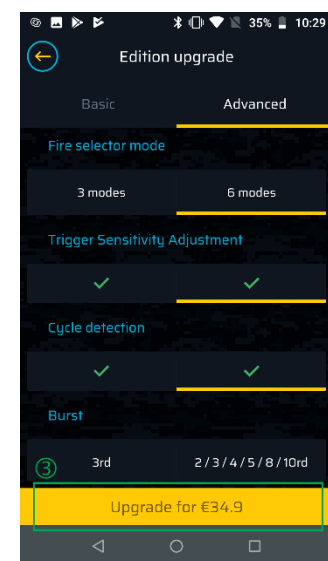 35% 10:29
Edition upgrade
Basic Advanced
Fire selector mode
3 modes 6 modes
Trigger Sensitivity Adjustment
Cycle detection
Burst
③ 3rd 2/3/4/5/8/10rd
Upgrade for €34.9